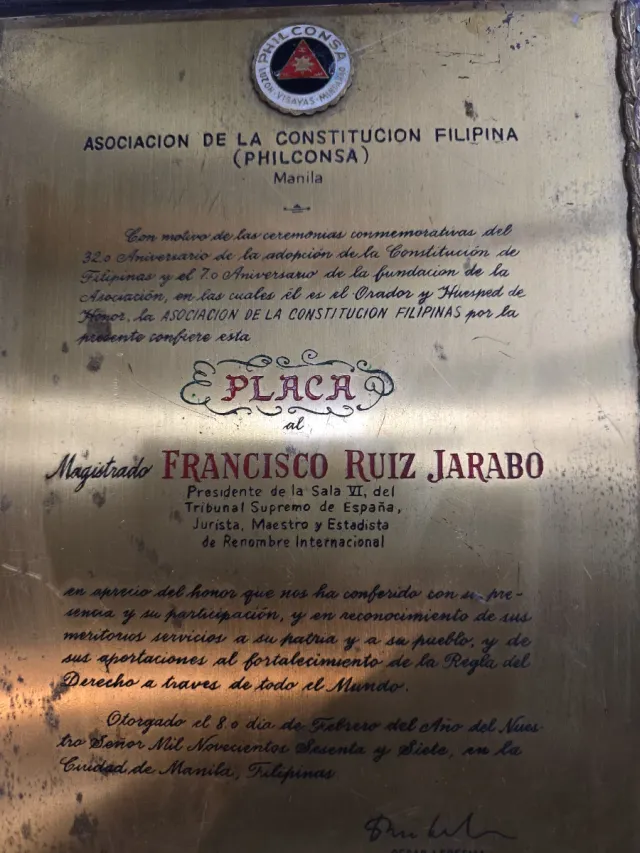 PHILCONSA
LUZON · VISAYAS · MINDANAO
ASOCIACION DE LA CONSTITUCION FILIPINA
(PHILCONSA)
Manila
Con motivo de las ceremonias conmemorativas del
32.o Aniversario de la adopción de la Constitución de
Filipinas y el 7.o Aniversario de la fundacion de la
Asociación, en las cuales él es el Orador y Huesped de
Honor, la ASOCIACION DE LA CONSTITUCION FILIPINAS por la
presente confiere esta
PLACA
al
Magistrado FRANCISCO RUIZ JARABO
Presidente de la Sala VI, del
Tribunal Supremo de España,
Jurista, Maestro y Estadista
de Renombre Internacional
en aprecio del honor que nos ha conferido con su pre-
sencia y su participación, y en reconocimiento de sus
meritorios servicios a su patria y a su pueblo, y de
sus aportaciones al fortalecimiento de la Regla del
Derecho a traves de todo el Mundo.
Otorgado el 8.o dia de Febrero del Año del Nues
tro Señor Mil Novecientos Sesenta y Siete, en la
Ciudad de Manila, Filipinas